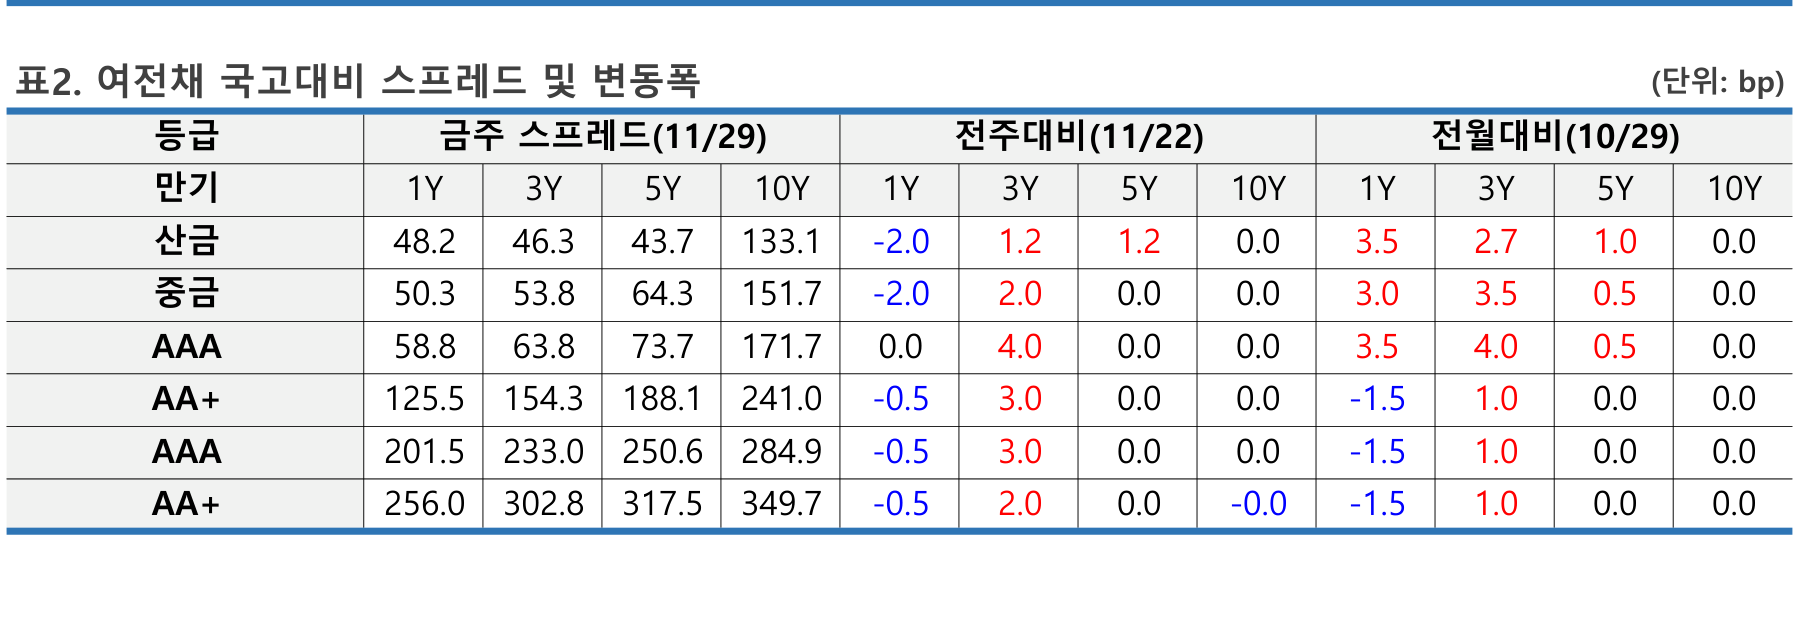 표2. 여전채 국고대비 스프레드 및 변동폭 (단위: bp)
등급 금주 스프레드(11/29) 전주대비(11/22) 전월대비(10/29)
만기 1Y 3Y 5Y 10Y 1Y 3Y 5Y 10Y 1Y 3Y 5Y 10Y
산금 48.2 46.3 43.7 133.1 -2.0 1.2 1.2 0.0 3.5 2.7 1.0 0.0
중금 50.3 53.8 64.3 151.7 -2.0 2.0 0.0 0.0 3.0 3.5 0.5 0.0
AAA 58.8 63.8 73.7 171.7 0.0 4.0 0.0 0.0 3.5 4.0 0.5 0.0
AA+ 125.5 154.3 188.1 241.0 -0.5 3.0 0.0 0.0 -1.5 1.0 0.0 0.0
AAA 201.5 233.0 250.6 284.9 -0.5 3.0 0.0 0.0 -1.5 1.0 0.0 0.0
AA+ 256.0 302.8 317.5 349.7 -0.5 2.0 0.0 -0.0 -1.5 1.0 0.0 0.0